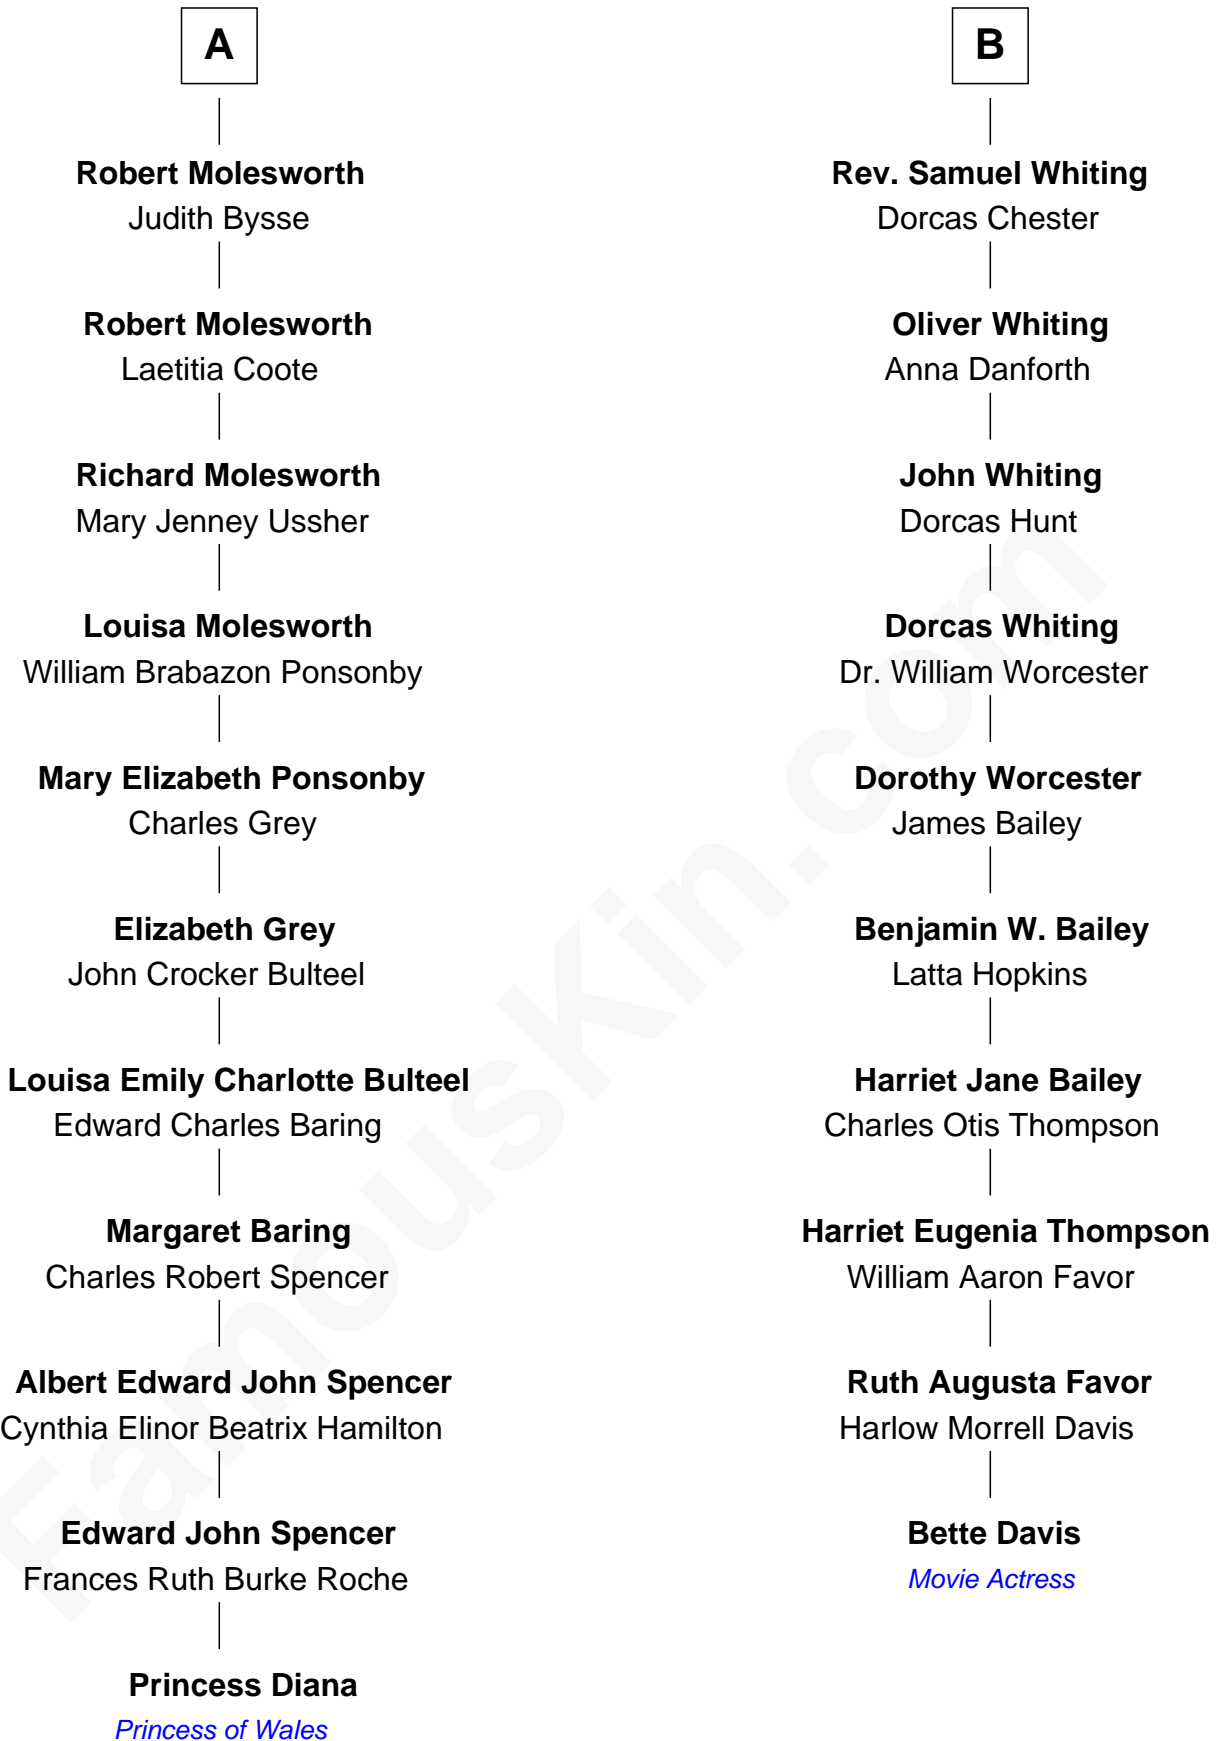 A
Robert Molesworth
Judith Bysse
Robert Molesworth
Laetitia Coote
Richard Molesworth
Mary Jenney Ussher
Louisa Molesworth
William Brabazon Ponsonby
Mary Elizabeth Ponsonby
Charles Grey
Elizabeth Grey
John Crocker Bulteel
Louisa Emily Charlotte Bulteel
Edward Charles Baring
Margaret Baring
Charles Robert Spencer
Albert Edward John Spencer
Cynthia Elinor Beatrix Hamilton
Edward John Spencer
Frances Ruth Burke Roche
Princess Diana
Princess of Wales
B
Rev. Samuel Whiting
Dorcas Chester
Oliver Whiting
Anna Danforth
John Whiting
Dorcas Hunt
Dorcas Whiting
Dr. William Worcester
Dorothy Worcester
James Bailey
Benjamin W. Bailey
Latta Hopkins
Harriet Jane Bailey
Charles Otis Thompson
Harriet Eugenia Thompson
William Aaron Favor
Ruth Augusta Favor
Harlow Morrell Davis
Bette Davis
Movie Actress
FamousKin.com